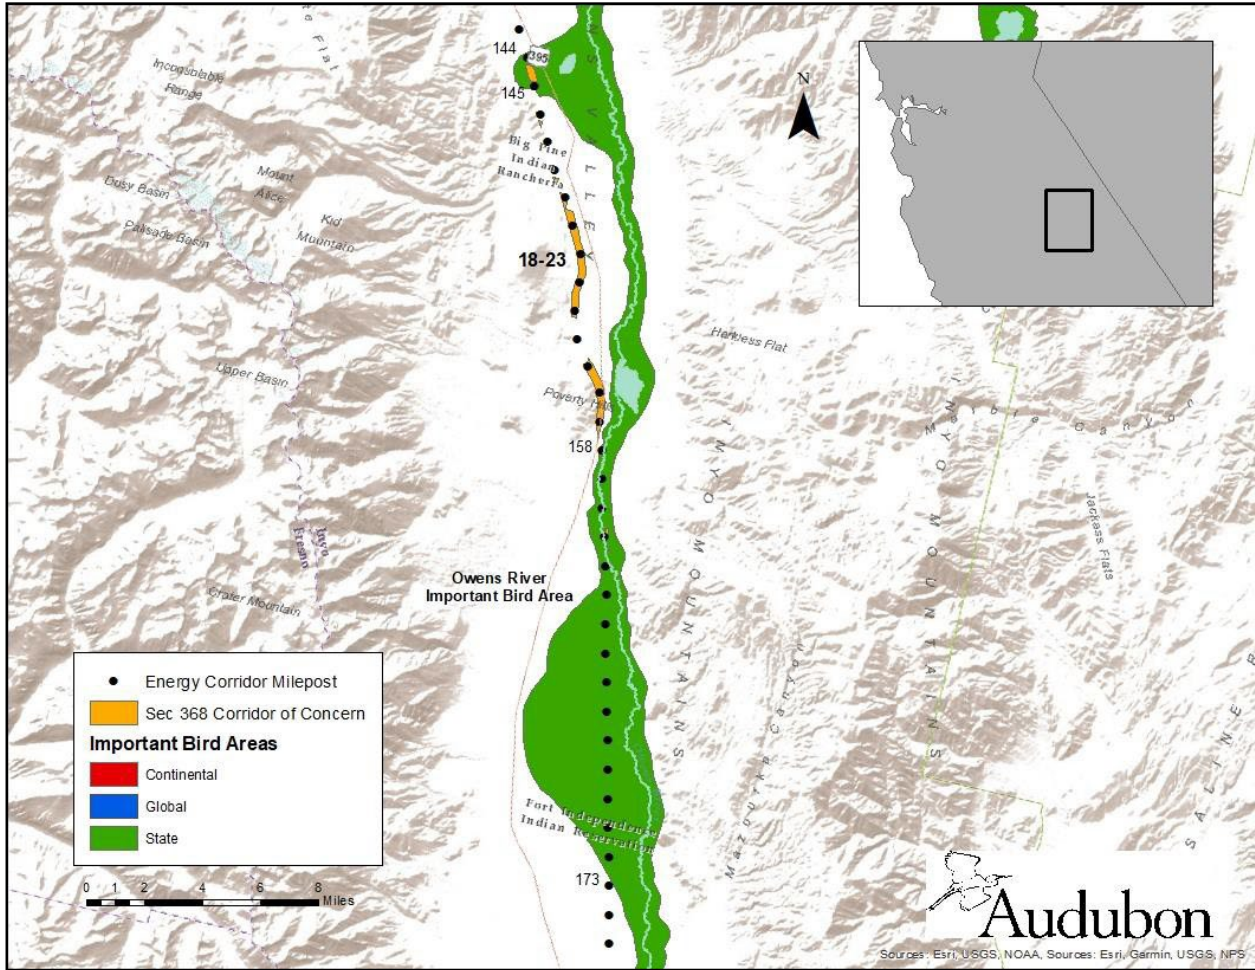 144
395
145
Inconsolable
Range
Big Pine
Indian
Rancheria
Mount
Alice
Dusy Basin
Palisade Basin
Kid
Mountain
18-23
VALLEY
Harkless Flat
Upper Basin
Poverty Hills
Marble Canyon
158
INYO MOUNTAINS
INYO MOUNTAINS
Jackass Flats
Inyo
Fresno
Owens River
Important Bird Area
Crater Mountain
Mazourka Canyon
Fort Independence
Indian Reservation
173
N
Energy Corridor Milepost
Sec 368 Corridor of Concern
Important Bird Areas
Continental
Global
State
0 1 2 4 6 8
Miles
Audubon
Sources: Esri, USGS, NOAA, Sources: Esri, Garmin, USGS, NPS